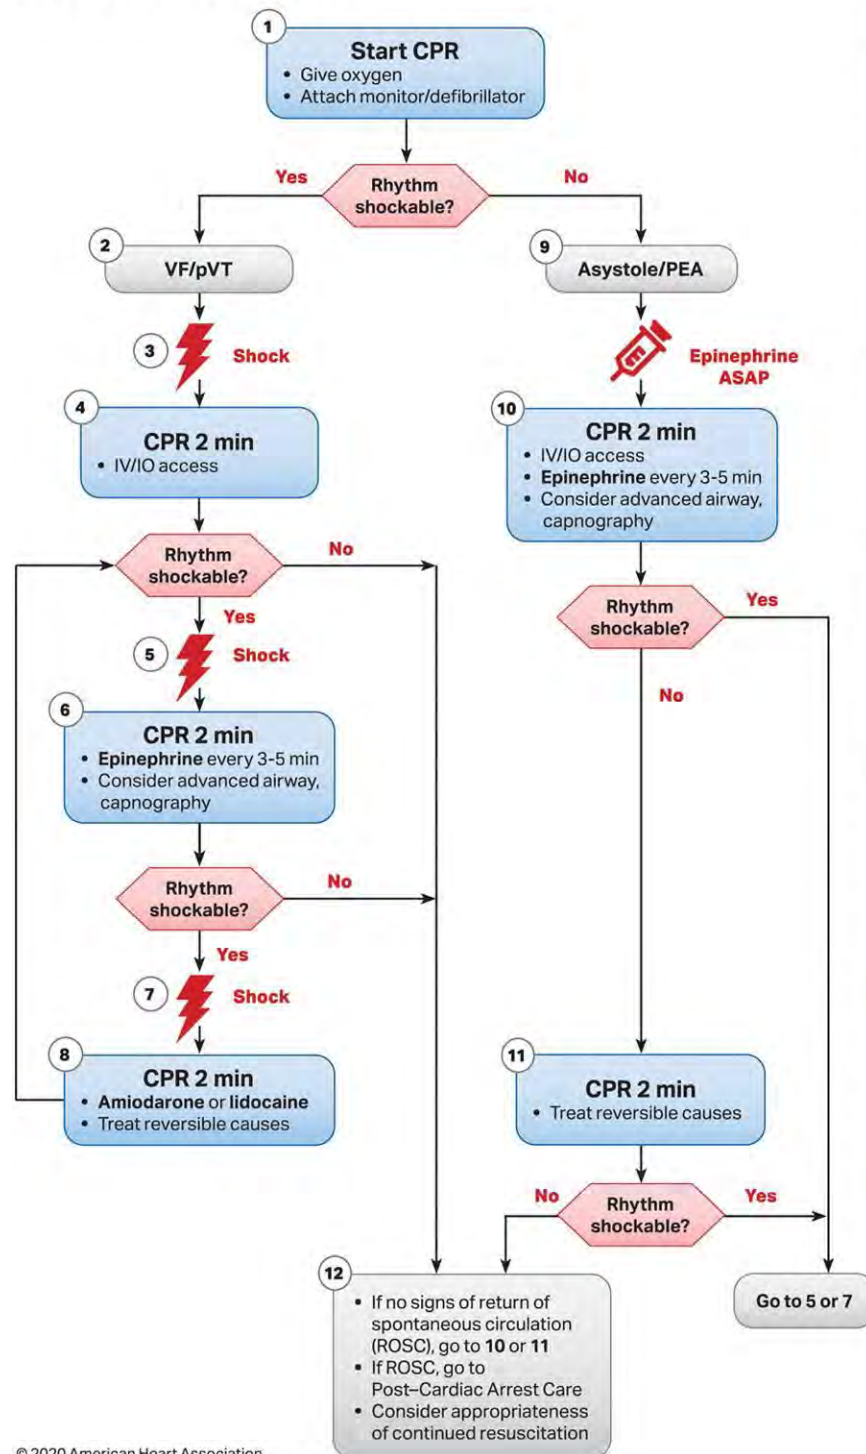 1
Start CPR
• Give oxygen
• Attach monitor/defibrillator
Yes
Rhythm
shockable?
No
2
VF/pVT
9
Asystole/PEA
3
Shock
Epinephrine
ASAP
4
CPR 2 min
• IV/IO access
10
CPR 2 min
• IV/IO access
• Epinephrine every 3-5 min
• Consider advanced airway,
capnography
Rhythm
shockable?
No
Yes
Rhythm
shockable?
Yes
No
5
Shock
6
CPR 2 min
• Epinephrine every 3-5 min
• Consider advanced airway,
capnography
Rhythm
shockable?
No
Yes
7
Shock
8
CPR 2 min
• Amiodarone or lidocaine
• Treat reversible causes
11
CPR 2 min
• Treat reversible causes
No
Rhythm
shockable?
Yes
12
• If no signs of return of
spontaneous circulation
(ROSC), go to 10 or 11
• If ROSC, go to
Post–Cardiac Arrest Care
• Consider appropriateness
of continued resuscitation
Go to 5 or 7
© 2020 American Heart Association